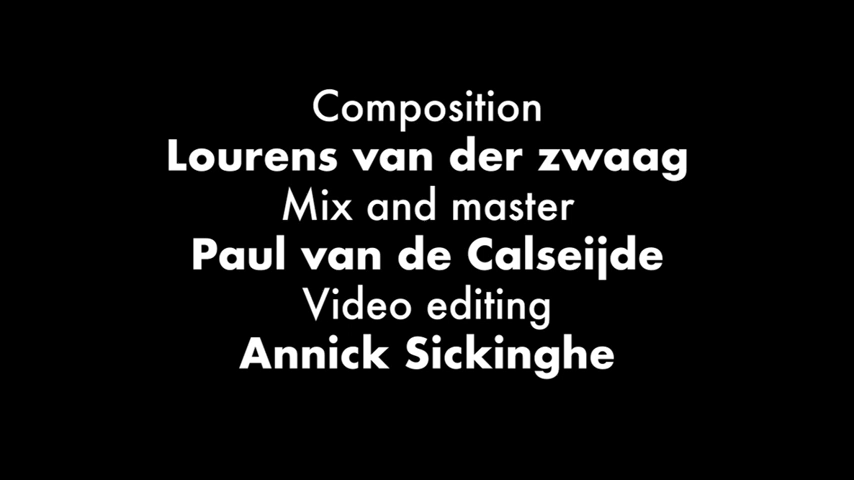 Composition
Lourens van der zwaag
Mix and master
Paul van de Calseijde
Video editing
Annick Sickinghe